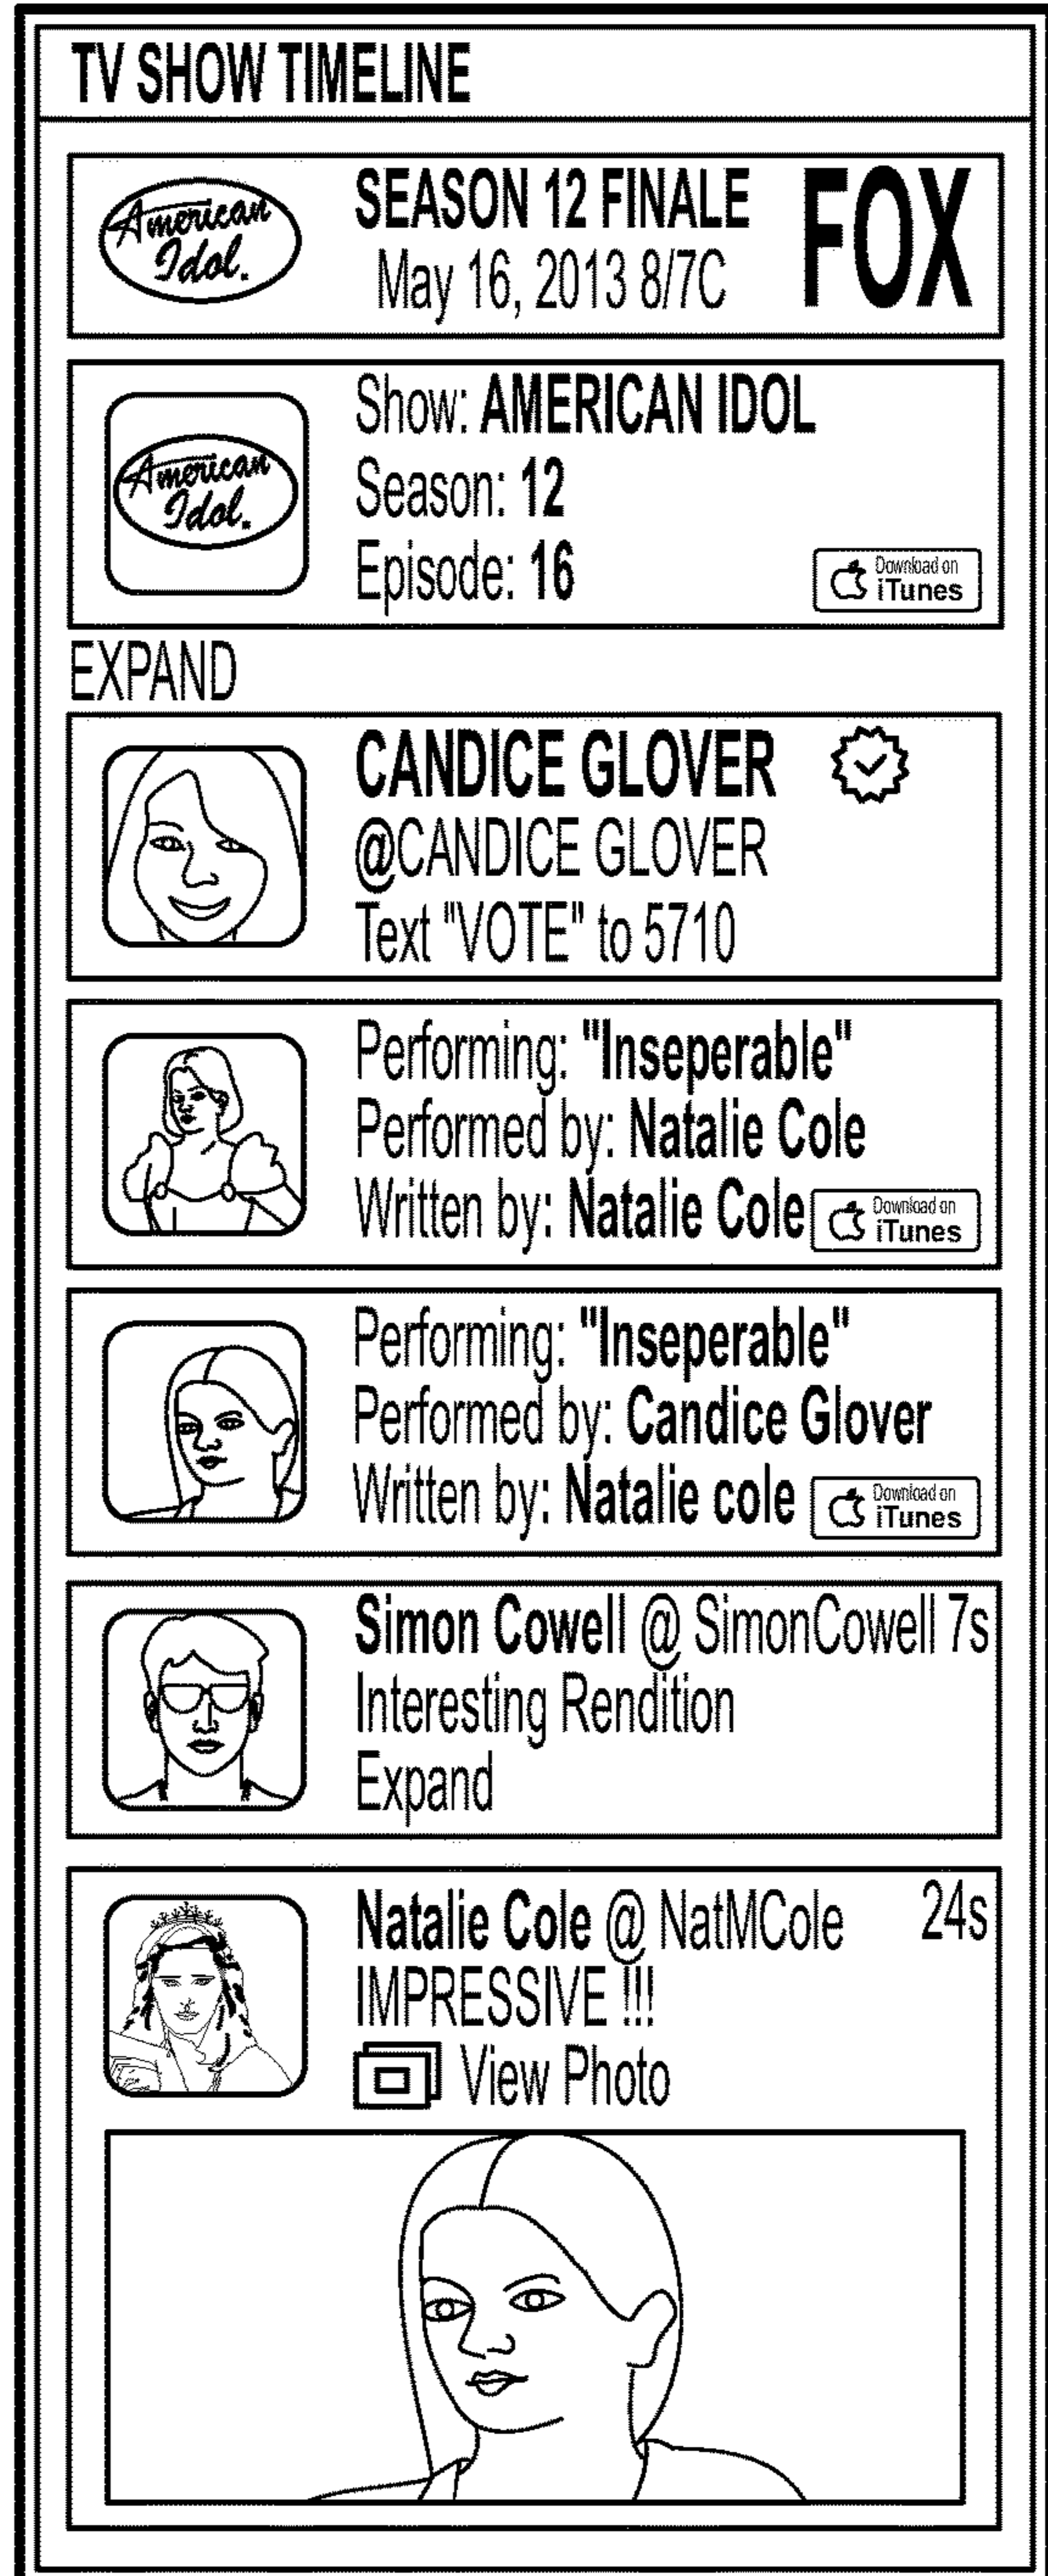 TV SHOW TIMELINE
American
Idol.
SEASON 12 FINALE
May 16, 2013 8/7C
FOX
American
Idol.
Show: AMERICAN IDOL
Season: 12
Episode: 16
Download on
iTunes
EXPAND
CANDICE GLOVER
@CANDICE GLOVER
Text "VOTE" to 5710
Performing: "Inseperable"
Performed by: Natalie Cole
Written by: Natalie Cole
Download on
iTunes
Performing: "Inseperable"
Performed by: Candice Glover
Written by: Natalie cole
Download on
iTunes
Simon Cowell @ SimonCowell 7s
Interesting Rendition
Expand
Natalie Cole @ NatMCole 24s
IMPRESSIVE !!!
View Photo